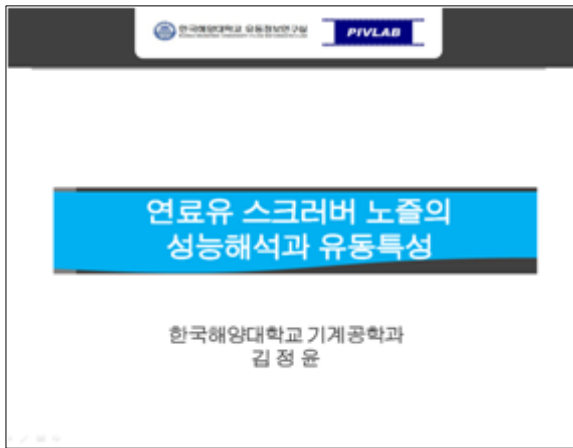 한국해양대학교 유동정보연구실
PIVLAB
연료유 스크러버 노즐의
성능해석과 유동특성
한국해양대학교 기계공학과
김 정 윤